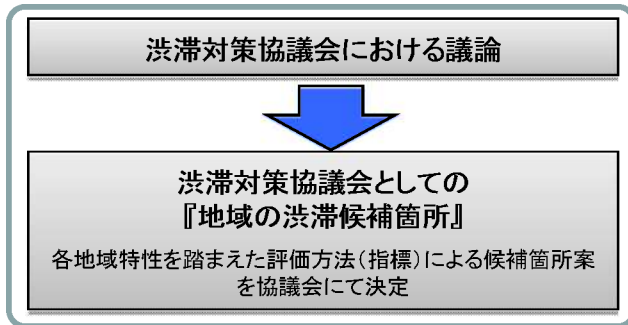 渋滞対策協議会における議論
渋滞対策協議会としての
『地域の渋滞候補箇所』
各地域特性を踏まえた評価方法(指標)による候補箇所案
を協議会にて決定